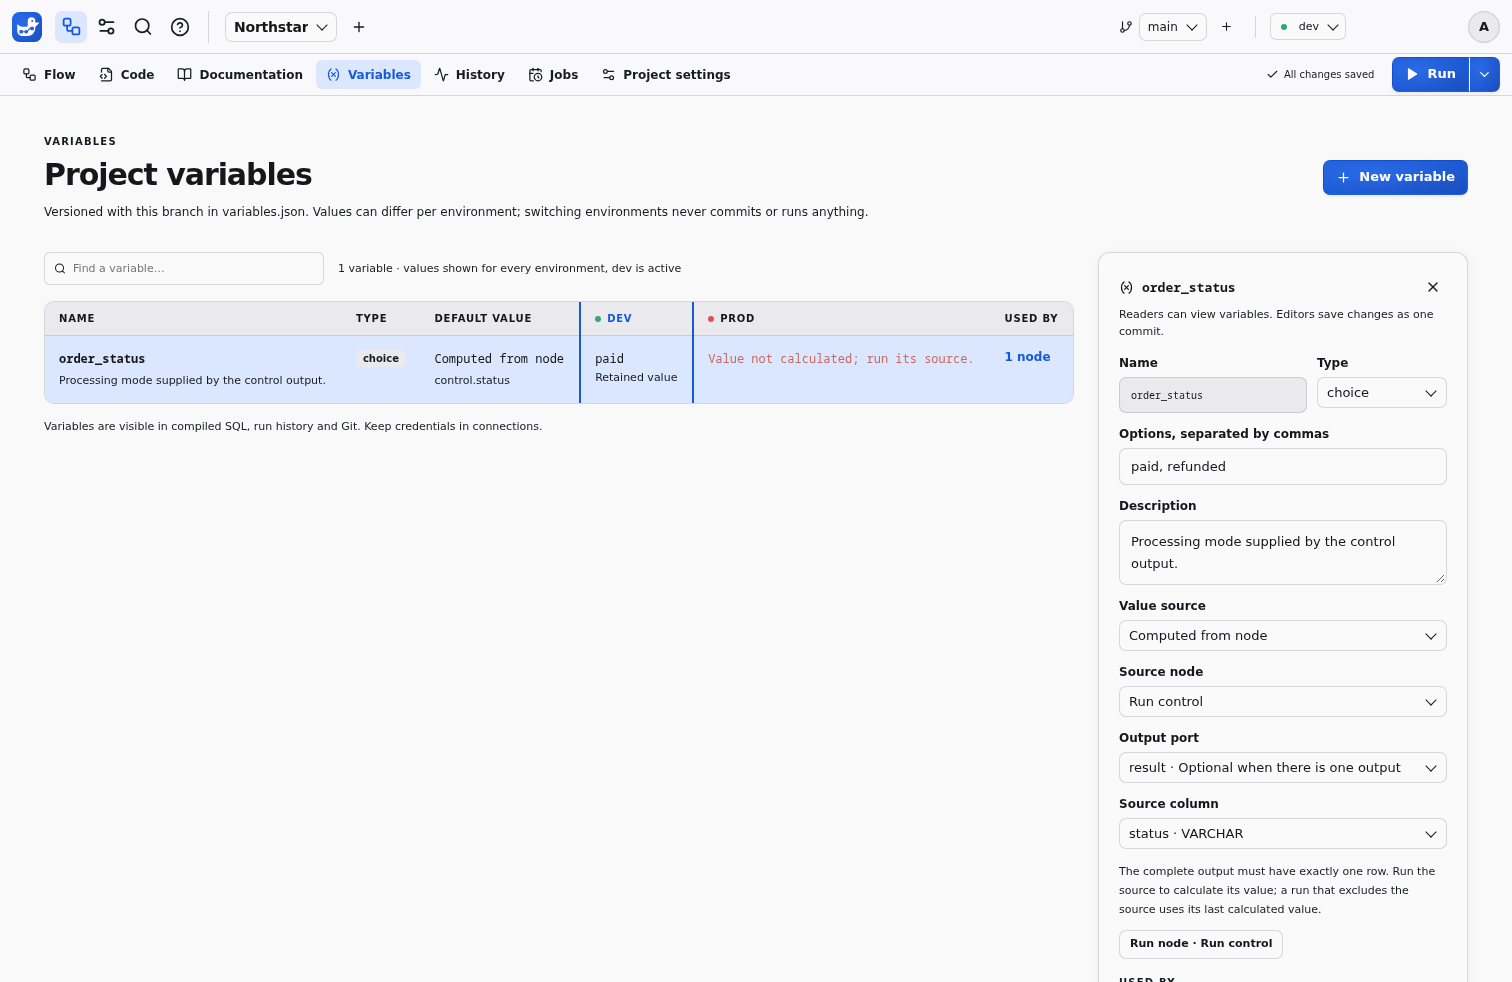 Northstar
main
dev
A
Flow
Code
Documentation
Variables
History
Jobs
Project settings
All changes saved
Run
VARIABLES
Project variables
New variable
Versioned with this branch in variables.json. Values can differ per environment; switching environments never commits or runs anything.
Find a variable...
1 variable · values shown for every environment, dev is active
NAME TYPE DEFAULT VALUE DEV PROD USED BY
order_status choice Computed from node paid Value not calculated; run its source. 1 node
Processing mode supplied by the control output. control.status Retained value
Variables are visible in compiled SQL, run history and Git. Keep credentials in connections.
order_status
Readers can view variables. Editors save changes as one
commit.
Name Type
order_status choice
Options, separated by commas
paid, refunded
Description
Processing mode supplied by the control
output.
Value source
Computed from node
Source node
Run control
Output port
result · Optional when there is one output
Source column
status · VARCHAR
The complete output must have exactly one row. Run the
source to calculate its value; a run that excludes the
source uses its last calculated value.
Run node · Run control
USED BY